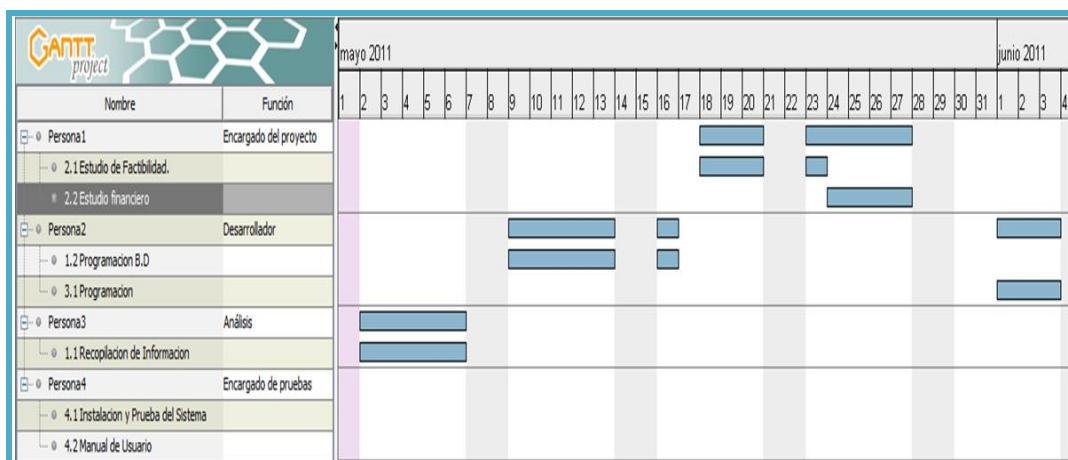 GANTT
project
mayo 2011 junio 2011
Nombre Función 1 2 3 4 5 6 7 8 9 10 11 12 13 14 15 16 17 18 19 20 21 22 23 24 25 26 27 28 29 30 31 1 2 3 4
Persona1 Encargado del proyecto
2.1 Estudio de Factibilidad.
2.2 Estudio financiero
Persona2 Desarrollador
1.2 Programacion B.D
3.1 Programacion
Persona3 Análisis
1.1 Recopilacion de Informacion
Persona4 Encargado de pruebas
4.1 Instalacion y Prueba del Sistema
4.2 Manual de Usuario